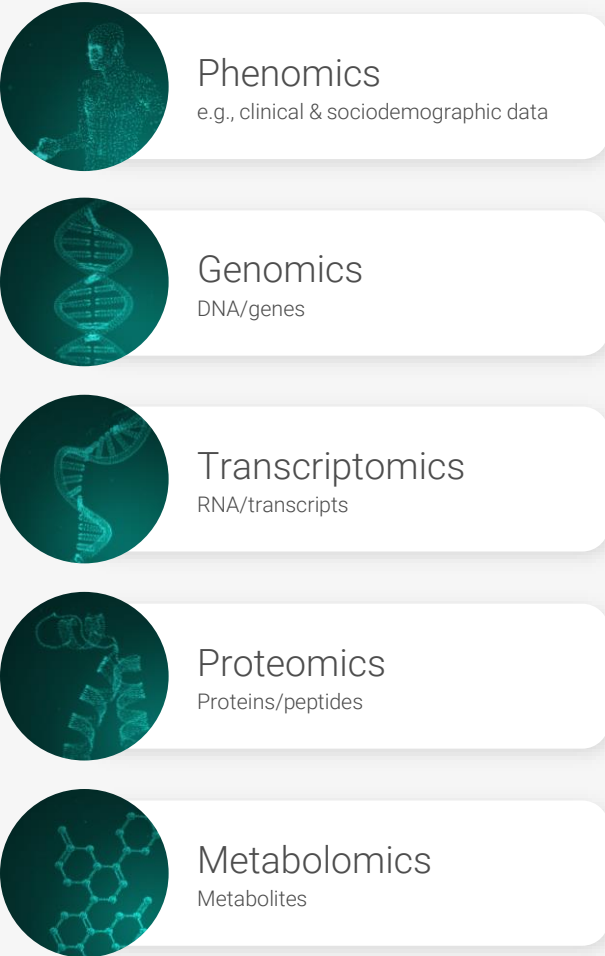 Phenomics
e.g., clinical & sociodemographic data
Genomics
DNA/genes
Transcriptomics
RNA/transcripts
Proteomics
Proteins/peptides
Metabolomics
Metabolites